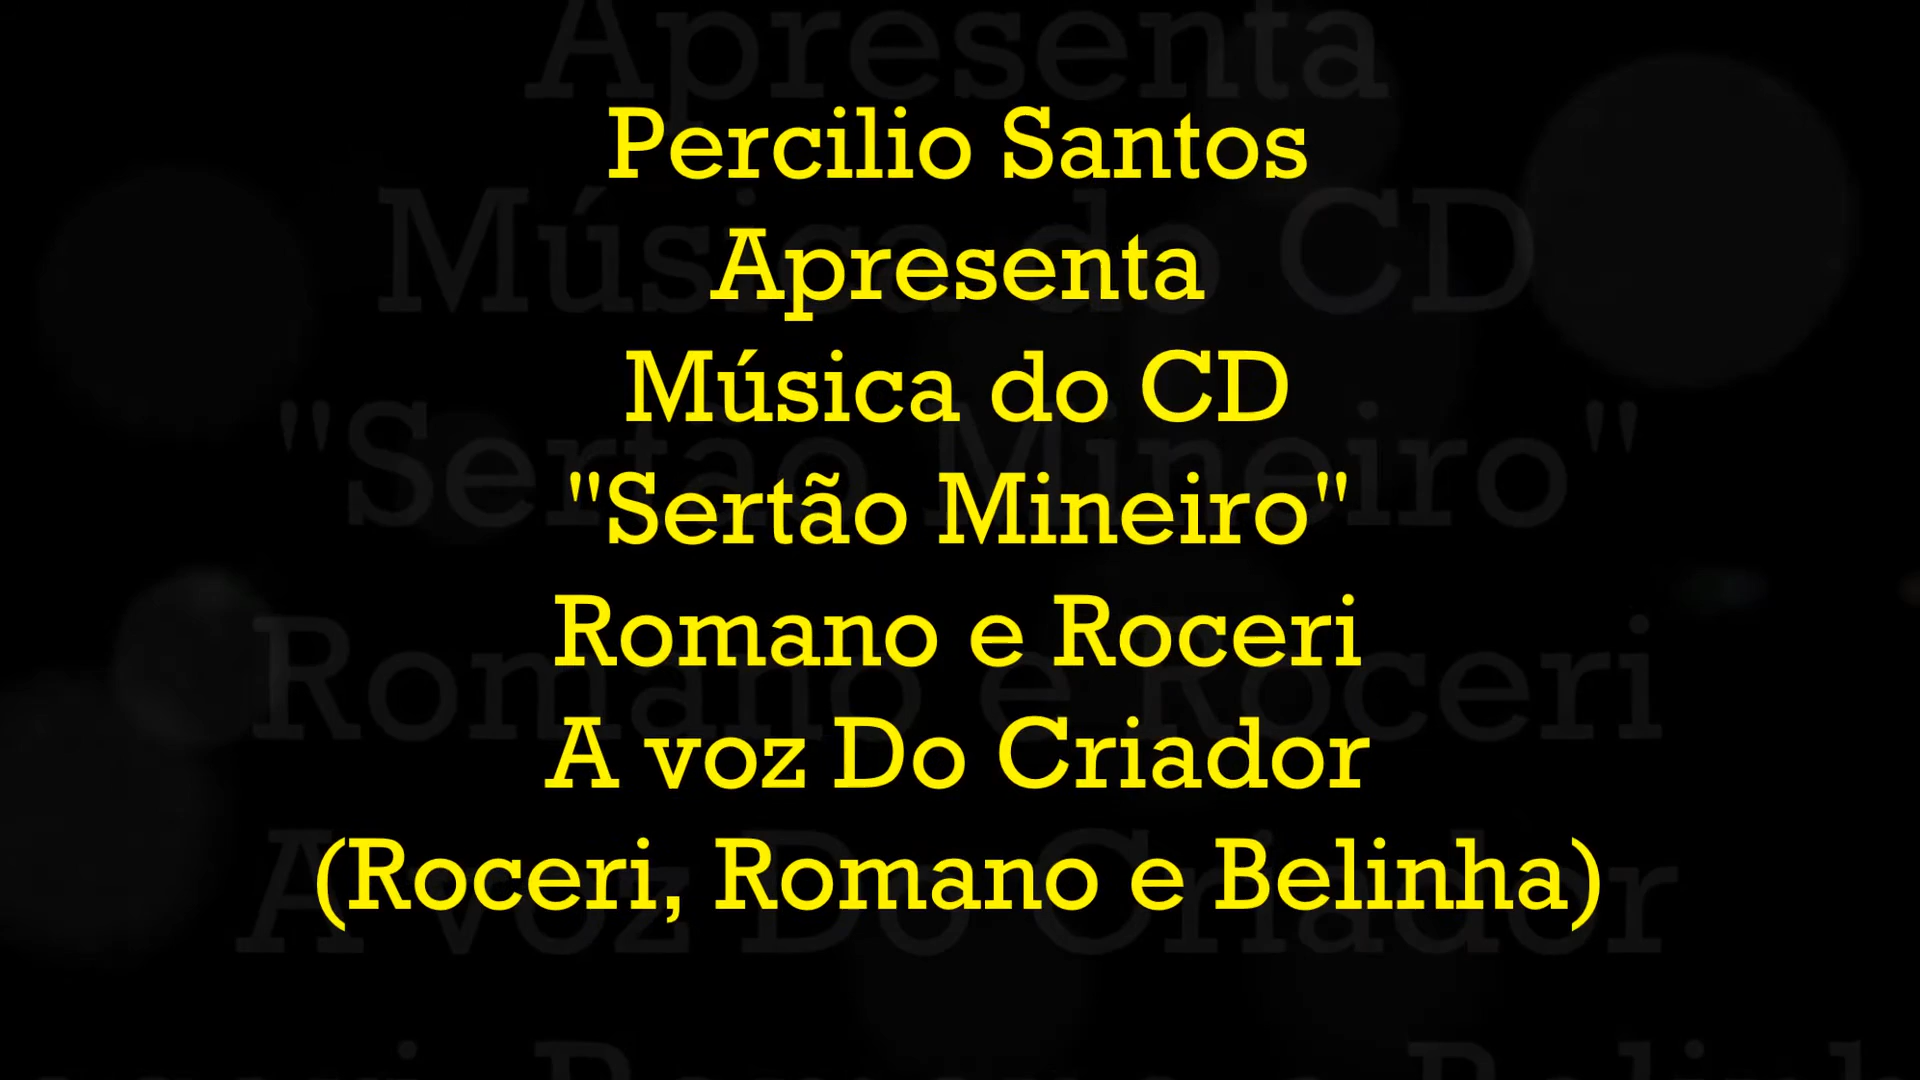 Percilio Santos
Apresenta
Música do CD
"Sertão Mineiro"
Romano e Roceri
A voz Do Criador
(Roceri, Romano e Belinha)